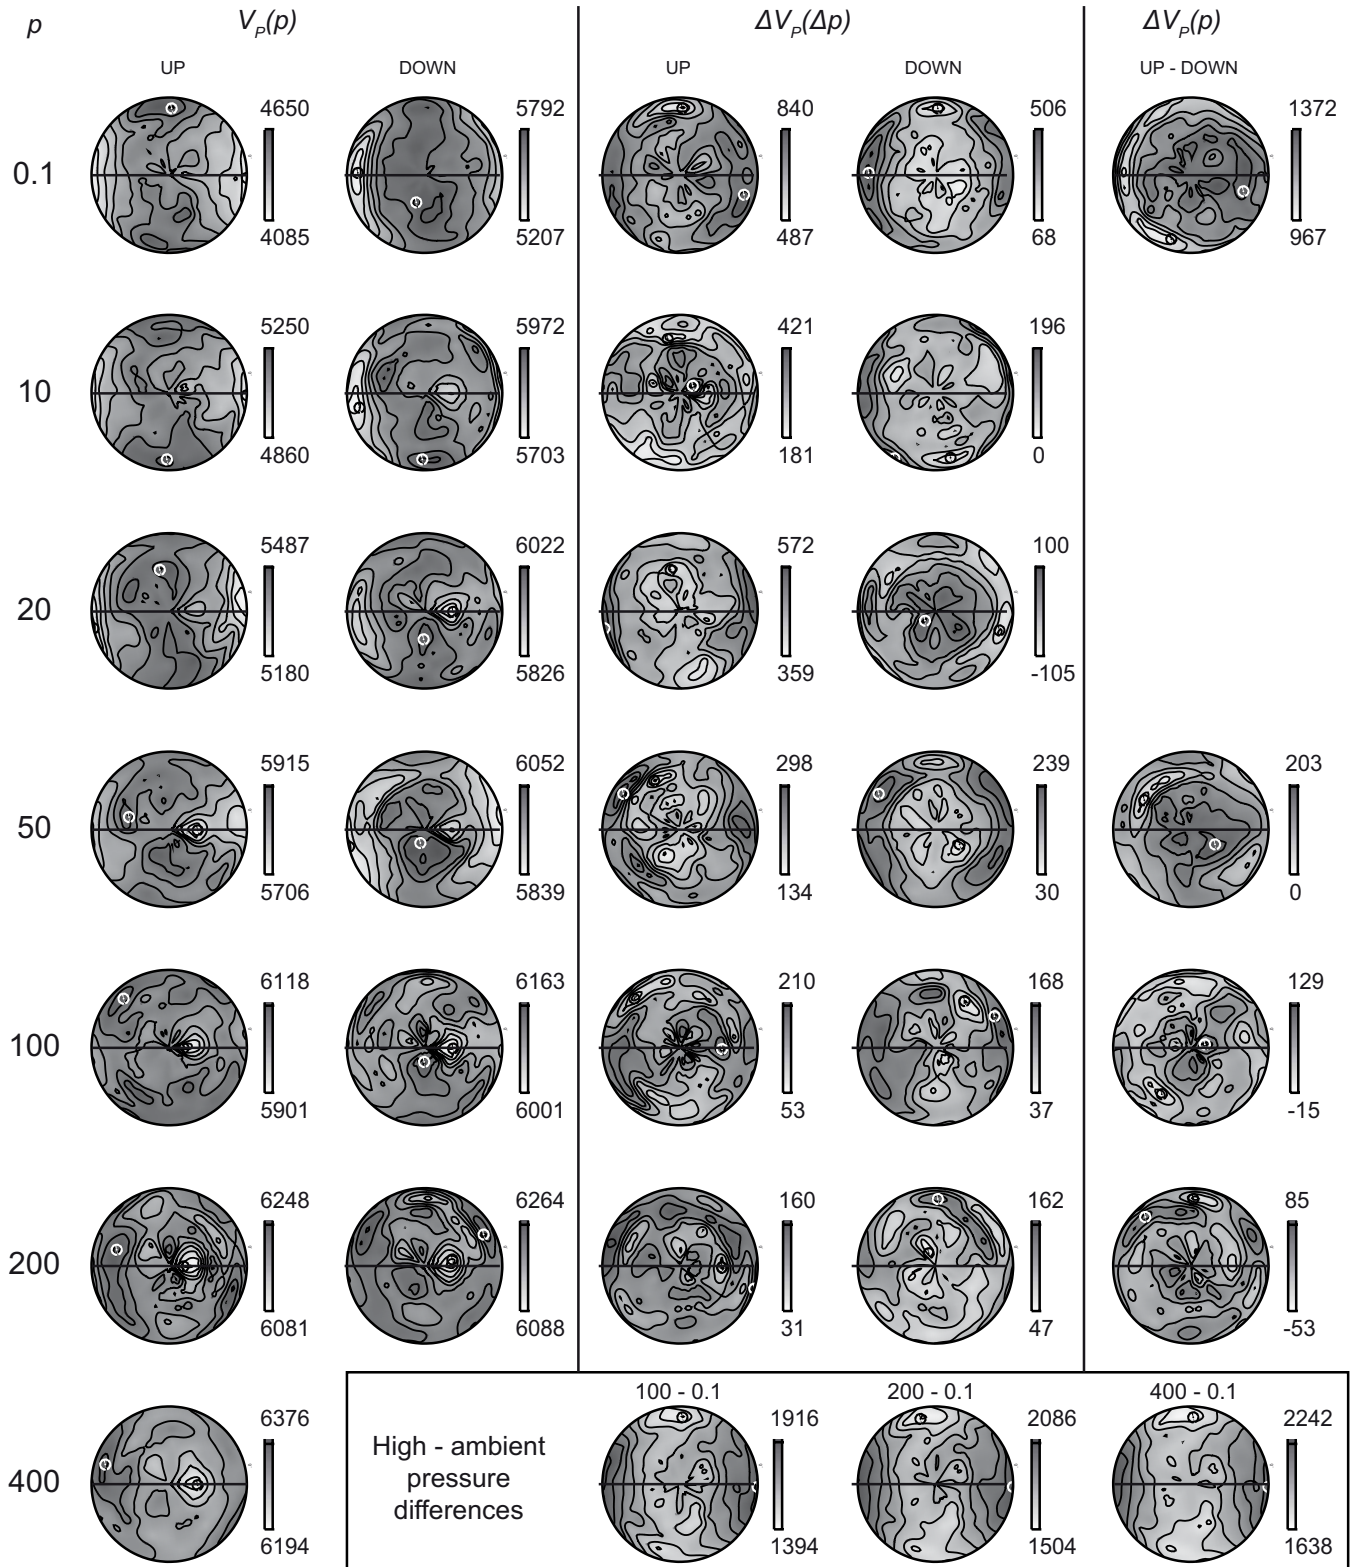 p V_P(p) ΔV_P(Δp) ΔV_P(p)
UP DOWN UP DOWN UP - DOWN
4650 5792 840 506 1372
0.1
4085 5207 487 68 967
5250 5972 421 196
10
4860 5703 181 0
5487 6022 572 100
20
5180 5826 359 -105
5915 6052 298 239 203
50
5706 5839 134 30 0
6118 6163 210 168 129
100
5901 6001 53 37 -15
6248 6264 160 162 85
200
6081 6088 31 47 -53
100 - 0.1 200 - 0.1 400 - 0.1
6376 1916 2086 2242
400
High - ambient
pressure
differences
6194 1394 1504 1638